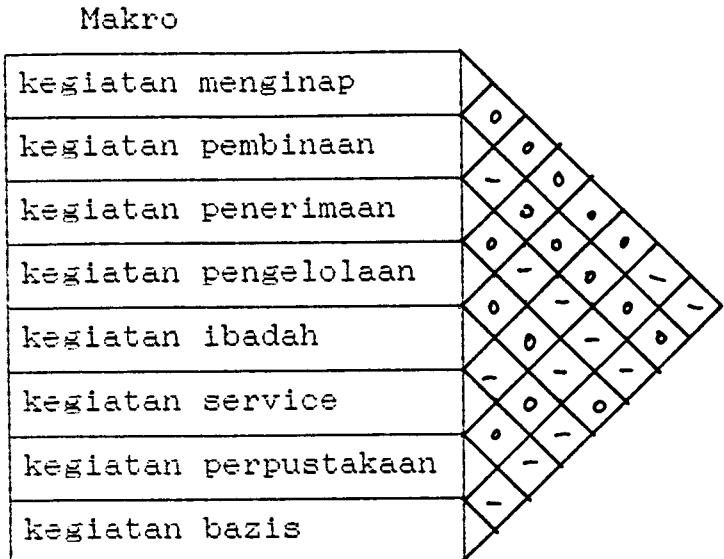 Makro
kegiatan menginap
kegiatan pembinaan
kegiatan penerimaan
kegiatan pengelolaan
kegiatan ibadah
kegiatan service
kegiatan perpustakaan
kegiatan bazis